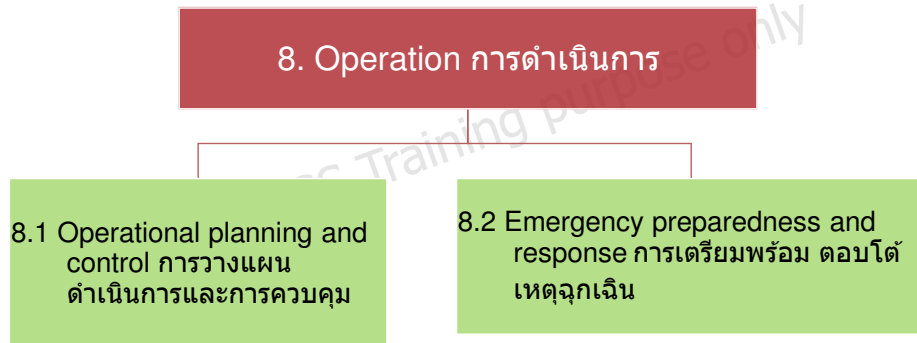 8. Operation การดำเนินการ
Training purpose only
8.1 Operational planning and
control การวางแผน
ดำเนินการและการควบคุม
8.2 Emergency preparedness and
response การเตรียมพร้อม ตอบโต้
เหตุฉุกเฉิน